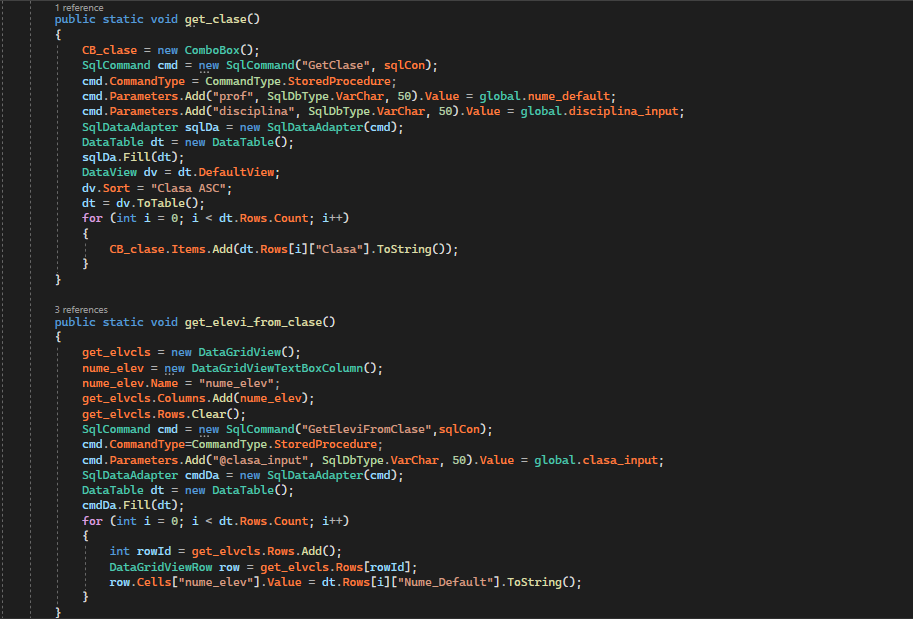 1 reference
public static void get_clase()
{
CB_clase = new ComboBox();
SqlCommand cmd = new SqlCommand("GetClase", sqlCon);
cmd.CommandType = CommandType.StoredProcedure;
cmd.Parameters.Add("prof", SqlDbType.VarChar, 50).Value = global.nume_default;
cmd.Parameters.Add("disciplina", SqlDbType.VarChar, 50).Value = global.disciplina_input;
SqlDataAdapter sqlDa = new SqlDataAdapter(cmd);
DataTable dt = new DataTable();
sqlDa.Fill(dt);
DataView dv = dt.DefaultView;
dv.Sort = "Clasa ASC";
dt = dv.ToTable();
for (int i = 0; i < dt.Rows.Count; i++)
{
CB_clase.Items.Add(dt.Rows[i]["Clasa"].ToString());
}
}
3 references
public static void get_elevi_from_clase()
{
get_elvcls = new DataGridView();
nume_elev = new DataGridViewTextBoxColumn();
nume_elev.Name = "nume_elev";
get_elvcls.Columns.Add(nume_elev);
get_elvcls.Rows.Clear();
SqlCommand cmd = new SqlCommand("GetEleviFromClase",sqlCon);
cmd.CommandType=CommandType.StoredProcedure;
cmd.Parameters.Add("@clasa_input", SqlDbType.VarChar, 50).Value = global.clasa_input;
SqlDataAdapter cmdDa = new SqlDataAdapter(cmd);
DataTable dt = new DataTable();
cmdDa.Fill(dt);
for (int i = 0; i < dt.Rows.Count; i++)
{
int rowId = get_elvcls.Rows.Add();
DataGridViewRow row = get_elvcls.Rows[rowId];
row.Cells["nume_elev"].Value = dt.Rows[i]["Nume_Default"].ToString();
}
}